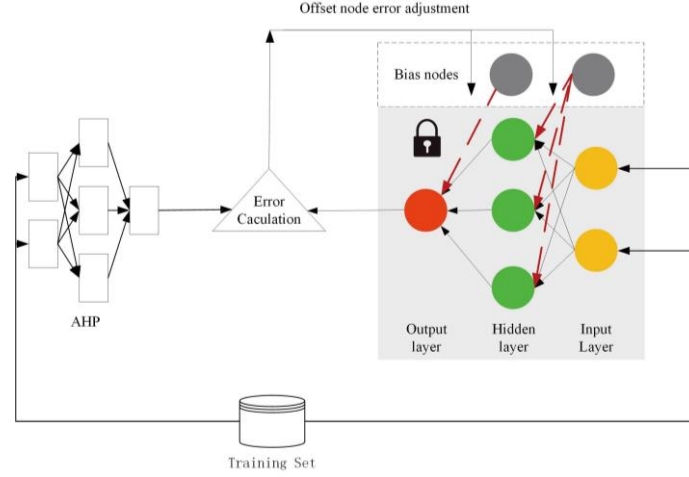 Offset node error adjustment
Bias nodes
Error
Caculation
AHP
Output
layer
Hidden
layer
Input
Layer
Training Set